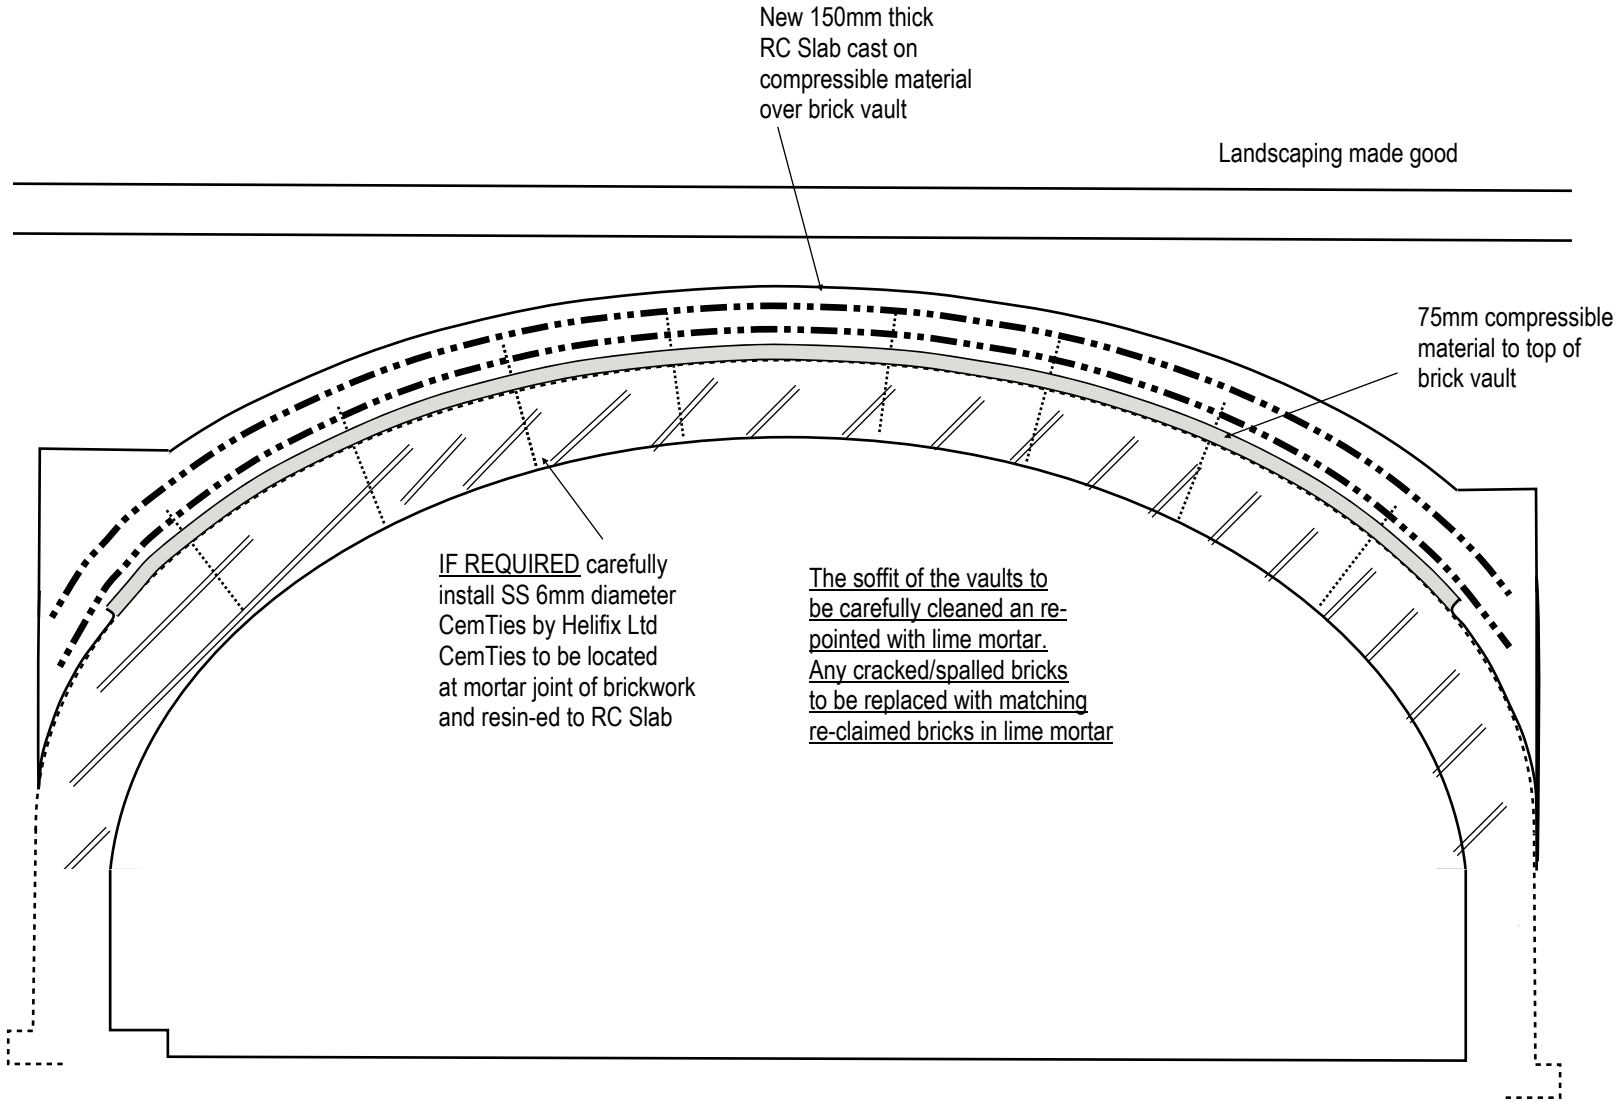 New 150mm thick
RC Slab cast on
compressible material
over brick vault
Landscaping made good
75mm compressible
material to top of
brick vault
IF REQUIRED carefully
install SS 6mm diameter
CemTies by Helifix Ltd
CemTies to be located
at mortar joint of brickwork
and resin-ed to RC Slab
The soffit of the vaults to
be carefully cleaned an re-
pointed with lime mortar.
Any cracked/spalled bricks
to be replaced with matching
re-claimed bricks in lime mortar